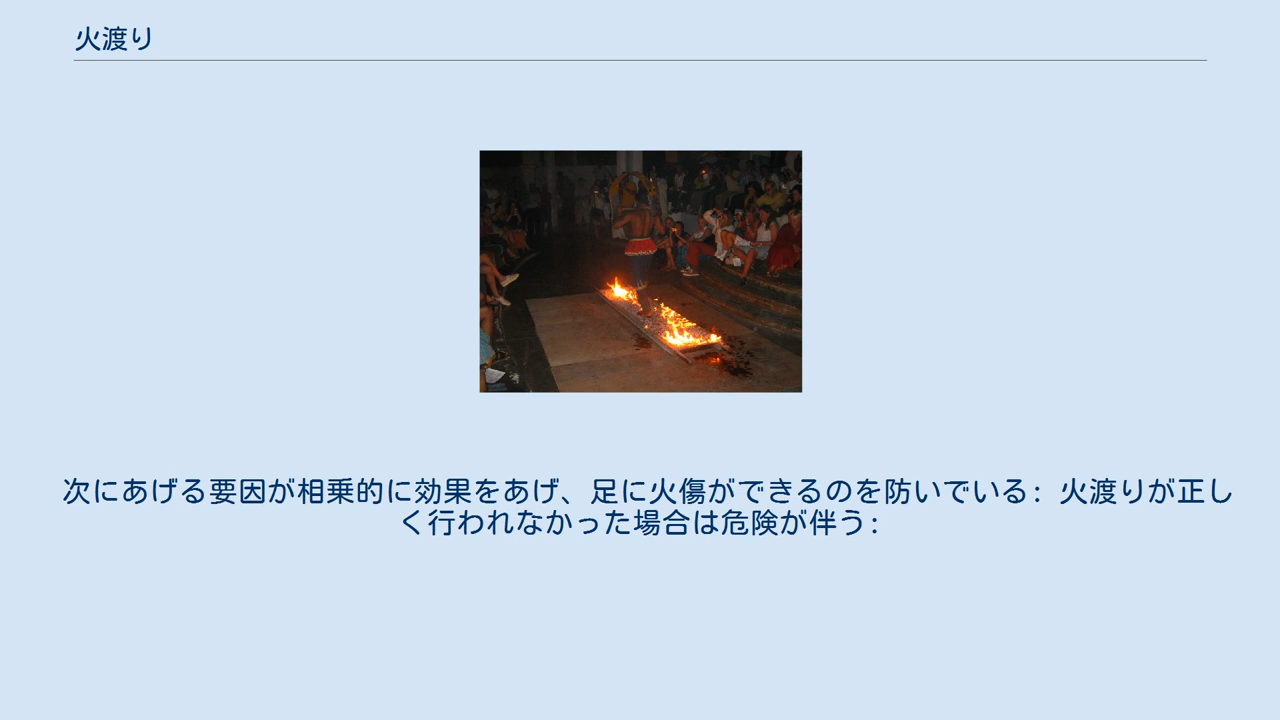 火渡り
次にあげる要因が相乗的に効果をあげ、足に火傷ができるのを防いでいる: 火渡りが正し
く行われなかった場合は危険が伴う: